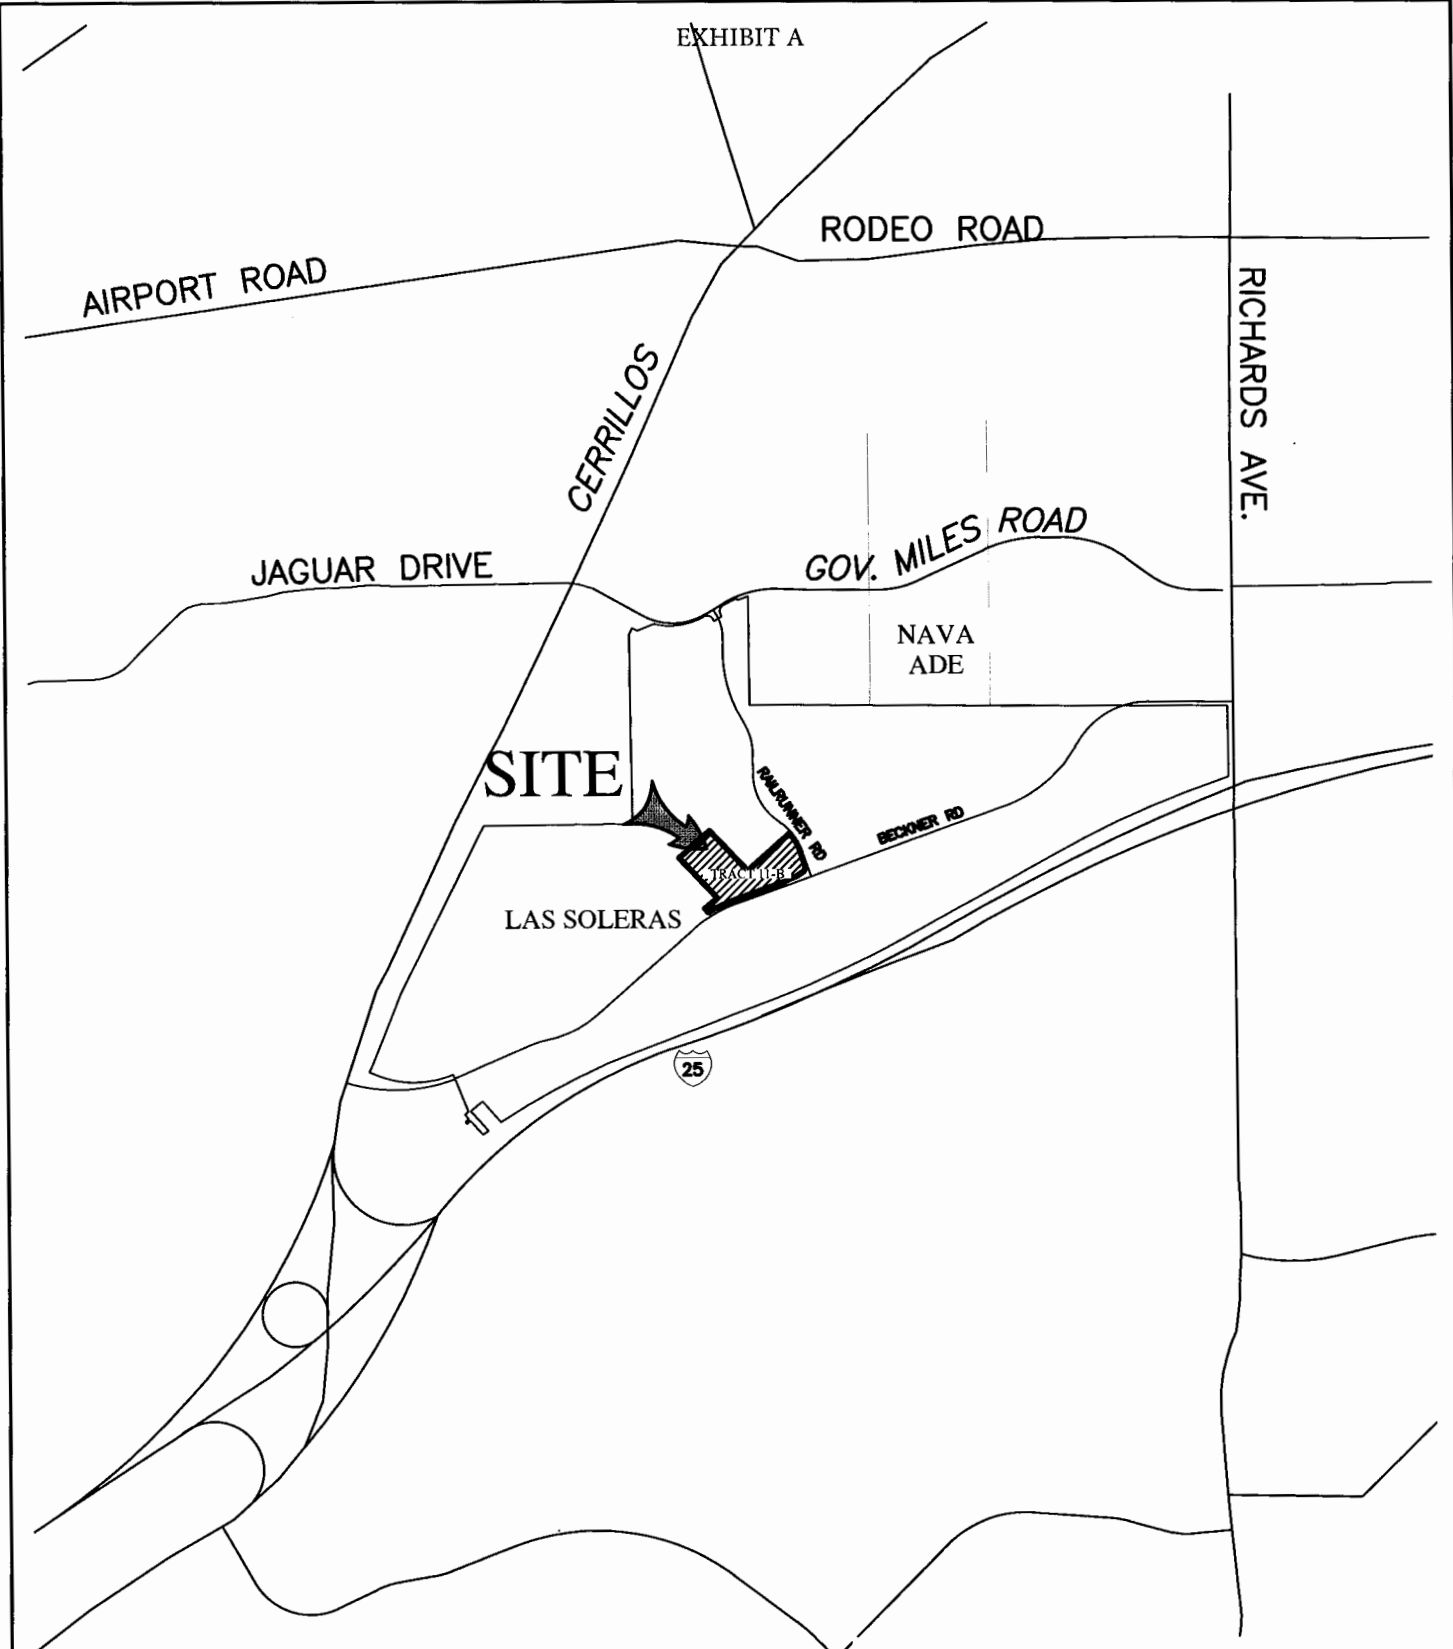 EXHIBIT A
RODEO ROAD
AIRPORT ROAD
RICHARDS AVE.
CERRILLOS
GOV. MILES ROAD
JAGUAR DRIVE
NAVA
ADE
SITE
RAILRUNNER RD
BECKNER RD
TRACT 11-B
LAS SOLERAS
25